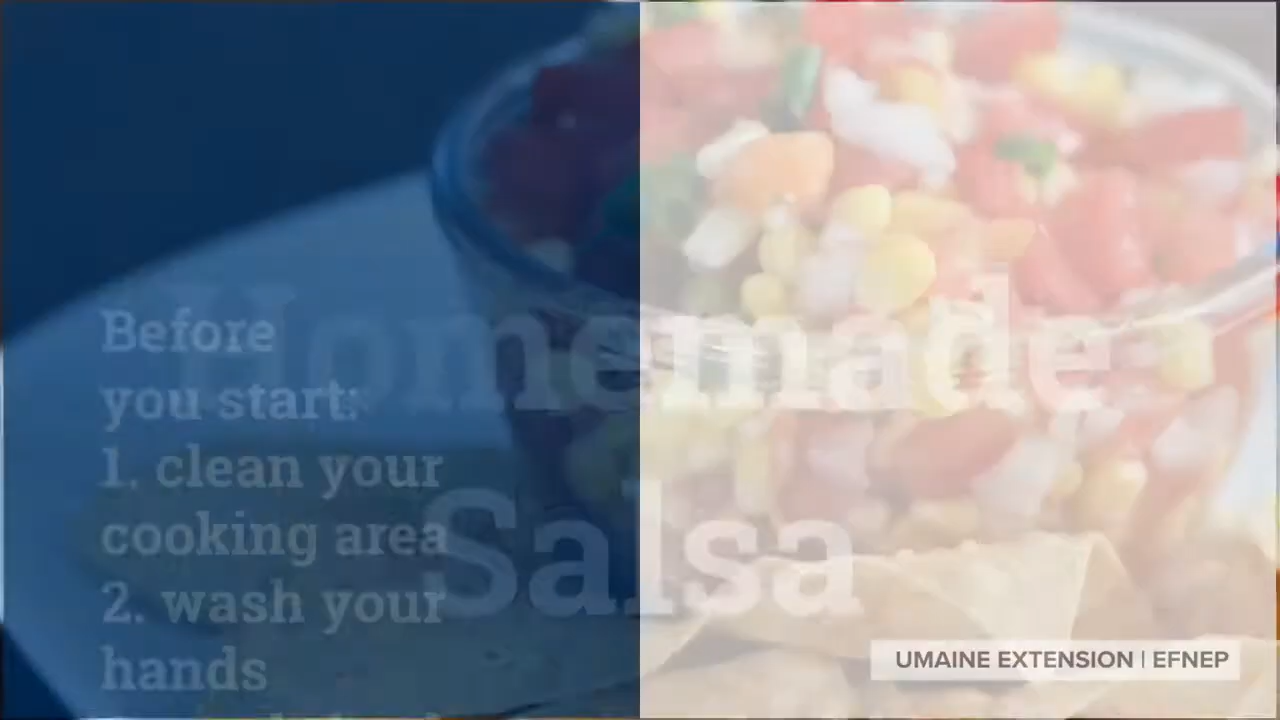 Homemade
Salsa
Before
you start:
1. clean your
cooking area
2. wash your
hands
UMAINE EXTENSION | EFNEP